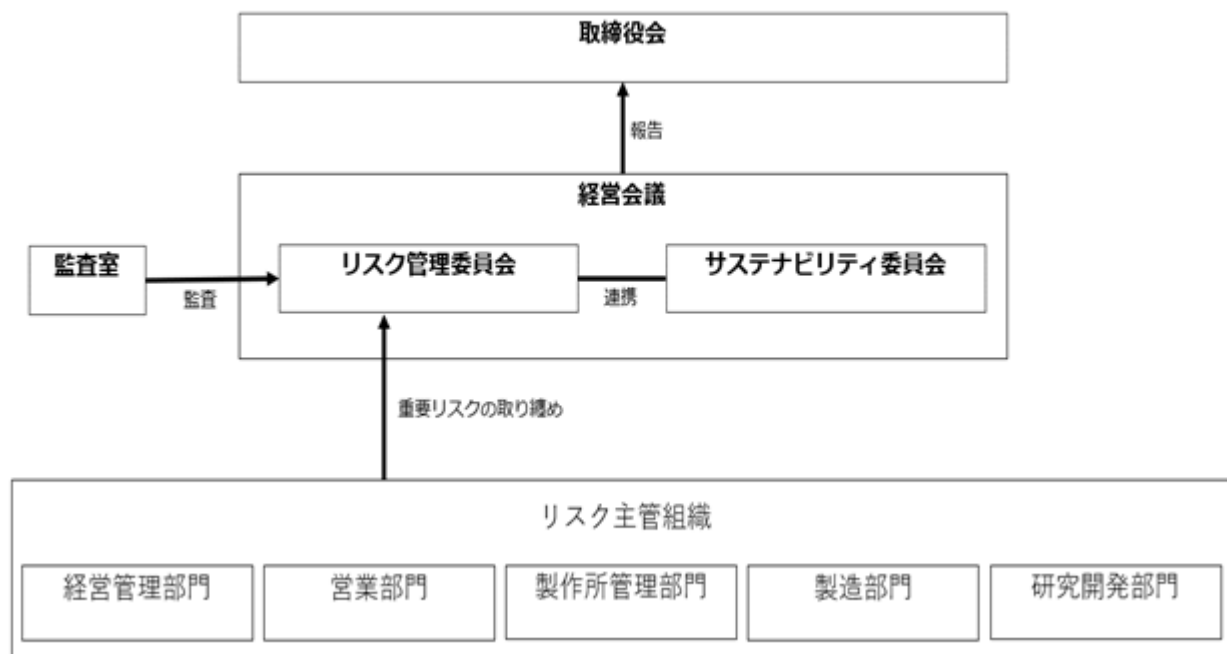 取締役会
報告
経営会議
監査室
監査
リスク管理委員会
連携
サステナビリティ委員会
重要リスクの取り纏め
リスク主管組織
経営管理部門
営業部門
製作所管理部門
製造部門
研究開発部門